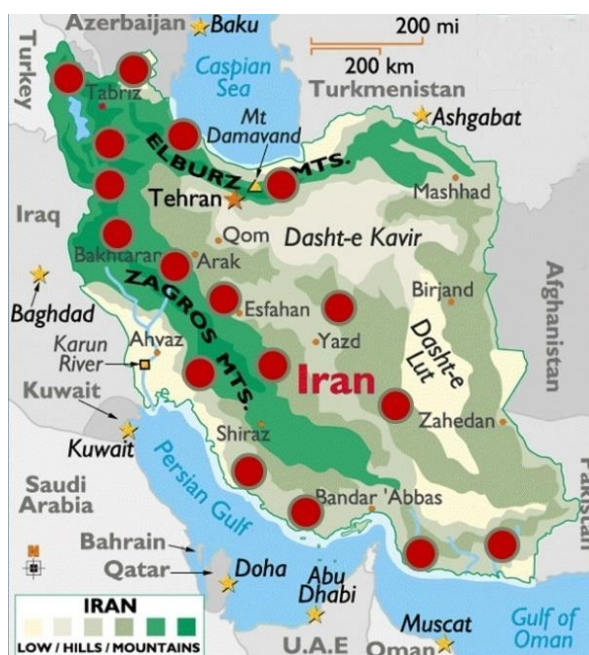 Azerbaijan
Baku
200 mi
200 km
Turkey
Caspian
Sea
Turkmenistan
Tabriz
Mt
Damavand
Ashgabat
ELBURZ MTS.
Mashhad
Tehran
Iraq
Qom
Dasht-e Kavir
Bakhtaran
Arak
Baghdad
ZAGROS MTS.
Esfahan
Birjand
Afghanistan
Karun
River
Ahvaz
Yazd
Dasht-e
Lut
Iran
Kuwait
Kuwait
Shiraz
Zahedan
Saudi
Arabia
Persian Gulf
Bandar 'Abbas
Pakistan
Bahrain
N
Qatar
Doha
Abu
Dhabi
Muscat
Gulf of
Oman
U.A.E
Oman
IRAN
LOW / HILLS / MOUNTAINS